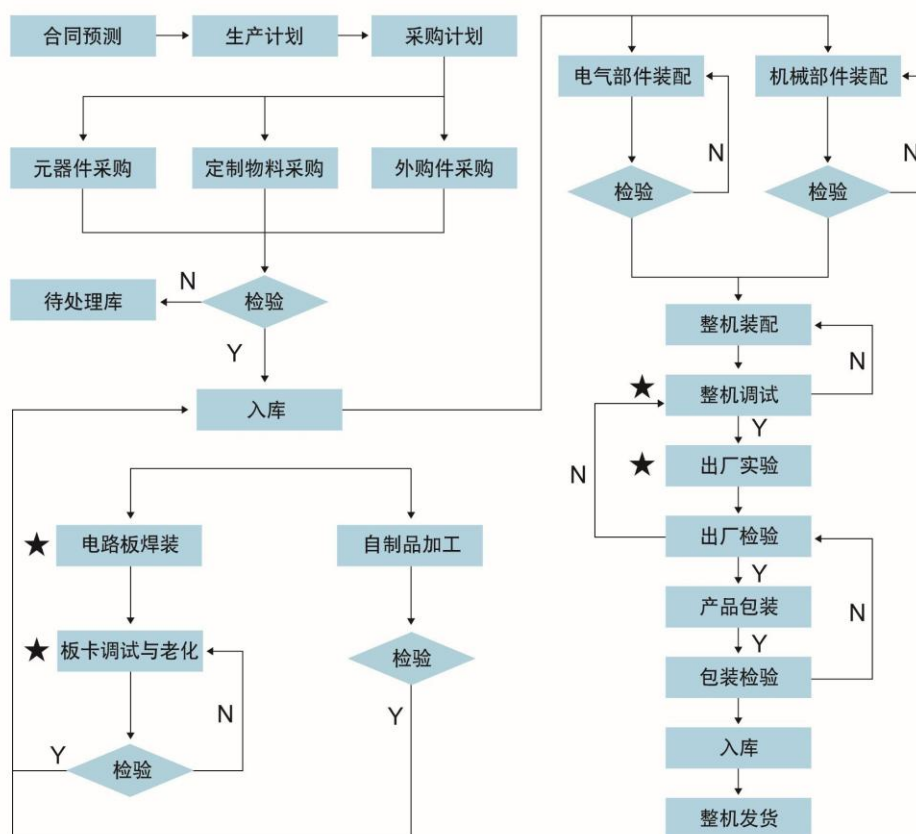 合同预测
生产计划
采购计划
元器件采购
定制物料采购
外购件采购
检验
N
待处理库
Y
入库
电路板焊装
自制品加工
板卡调试与老化
检验
N
Y
Y
检验
电气部件装配
机械部件装配
N
N
检验
检验
整机装配
N
整机调试
Y
出厂实验
N
出厂检验
Y
产品包装
N
Y
包装检验
入库
整机发货